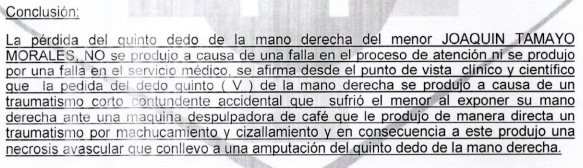 Conclusión:
La pérdida del quinto dedo de la mano derecha del menor JOAQUIN TAMAYO
MORALES, NO se produjo a causa de una falla en el proceso de atención ni se produjo
por una falla en el servicio médico, se afirma desde el punto de vista clínico y científico
que la pedida del dedo quinto ( V ) de la mano derecha se produjo a causa de un
traumatismo corto contundente accidental que sufrió el menor al exponer su mano
derecha ante una maquina despulpadora de café que le produjo de manera directa un
traumatismo por machucamiento y cizallamiento y en consecuencia a este produjo una
necrosis avascular que conllevo a una amputación del quinto dedo de la mano derecha.